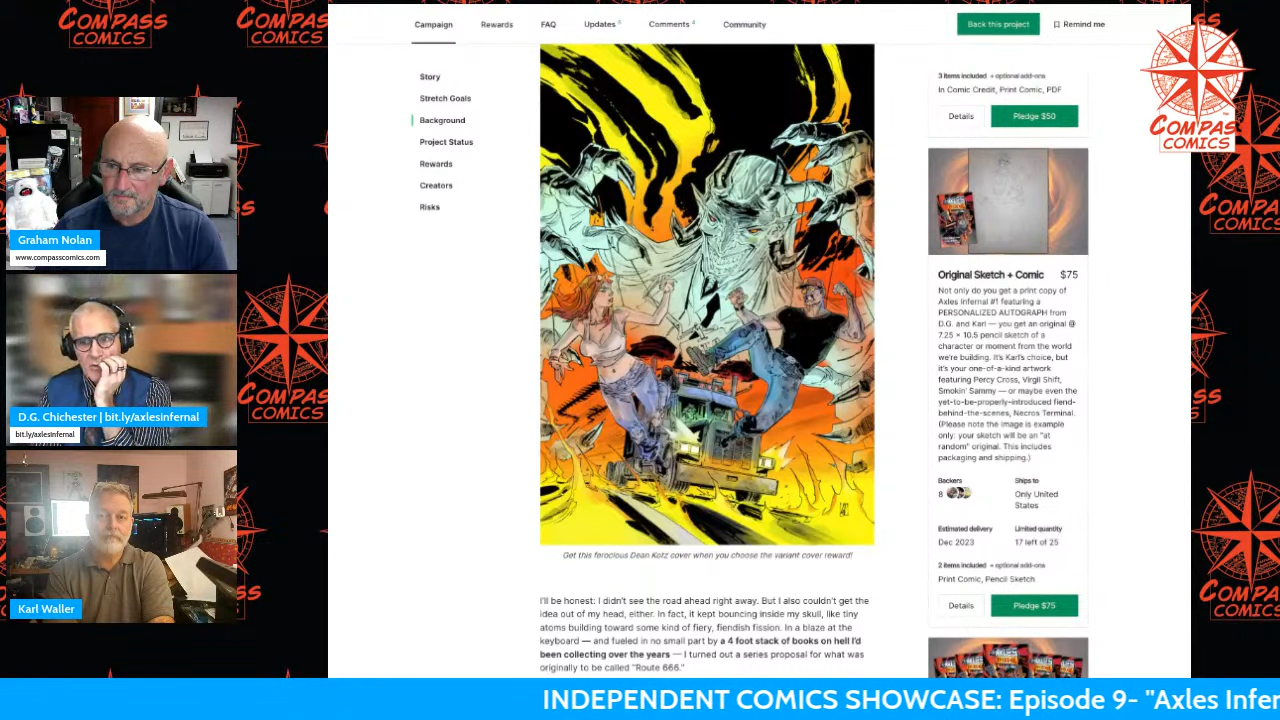 COMPASS
COMICS
COMPASS
COMICS
Campaign
Rewards
FAQ
Updates 9
Comments 4
Community
Back this project
Remind me
COMPASS
COMICS
Graham Nolan
www.compasscomics.com
D.G. Chichester | bit.ly/axlesinfernal
bit.ly/axlesinfernal
Karl Waller
COMPASS
COMICS
COMPASS
COMICS
Story
Stretch Goals
Background
Project Status
Rewards
Creators
Risks
Get this ferocious Dean Kotz cover when you choose the variant cover reward!
I'll be honest: I didn't see the road ahead right away. But I also couldn't get the
idea out of my head, either. In fact, it kept bouncing inside my skull, like tiny
atoms building toward some kind of fiery, fiendish fission. In a blaze at the
keyboard — and fueled in no small part by a 4 foot stack of books on hell I'd
been collecting over the years — I turned out a series proposal for what was
originally to be called "Route 666."
3 items included + optional add-ons
In Comic Credit, Print Comic, PDF
Details
Pledge $50
Original Sketch + Comic $75
Not only do you get a print copy of
Axles Infernal #1 featuring a
PERSONALIZED AUTOGRAPH from
D.G. and Karl — you get an original @
7.25 × 10.5 pencil sketch of a
character or moment from the world
we're building. It's Karl's choice, but
it's your one-of-a-kind artwork
featuring Percy Cross, Virgil Shift,
Smokin' Sammy — or maybe even the
yet-to-be-properly-introduced fiend-
behind-the-scenes, Necros Terminal.
(Please note the image is example
only: your sketch will be an "at
random" original. This includes
packaging and shipping.)
Backers
8
Ships to
Only United
States
Estimated delivery
Dec 2023
Limited quantity
17 left of 25
2 items included + optional add-ons
Print Comic, Pencil Sketch
Details
Pledge $75
INDEPENDENT COMICS SHOWCASE: Episode 9- "Axles Infer